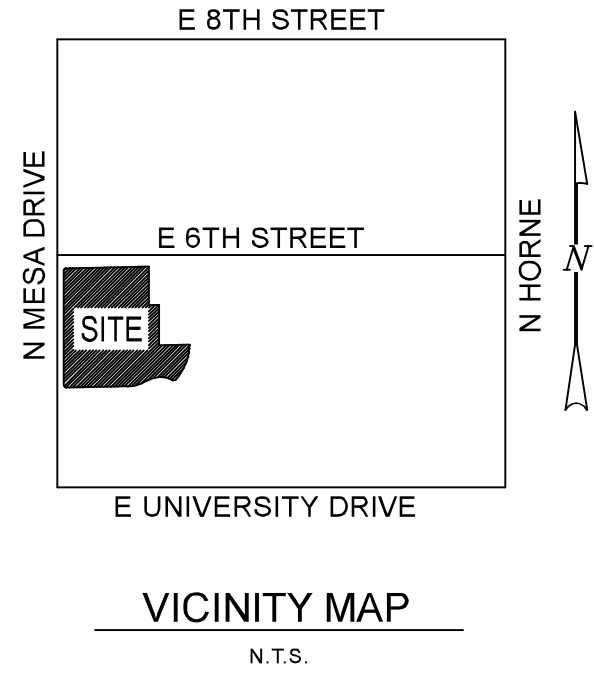 E 8TH STREET
N MESA DRIVE
E 6TH STREET
N HORNE
N
SITE
E UNIVERSITY DRIVE
VICINITY MAP
N.T.S.